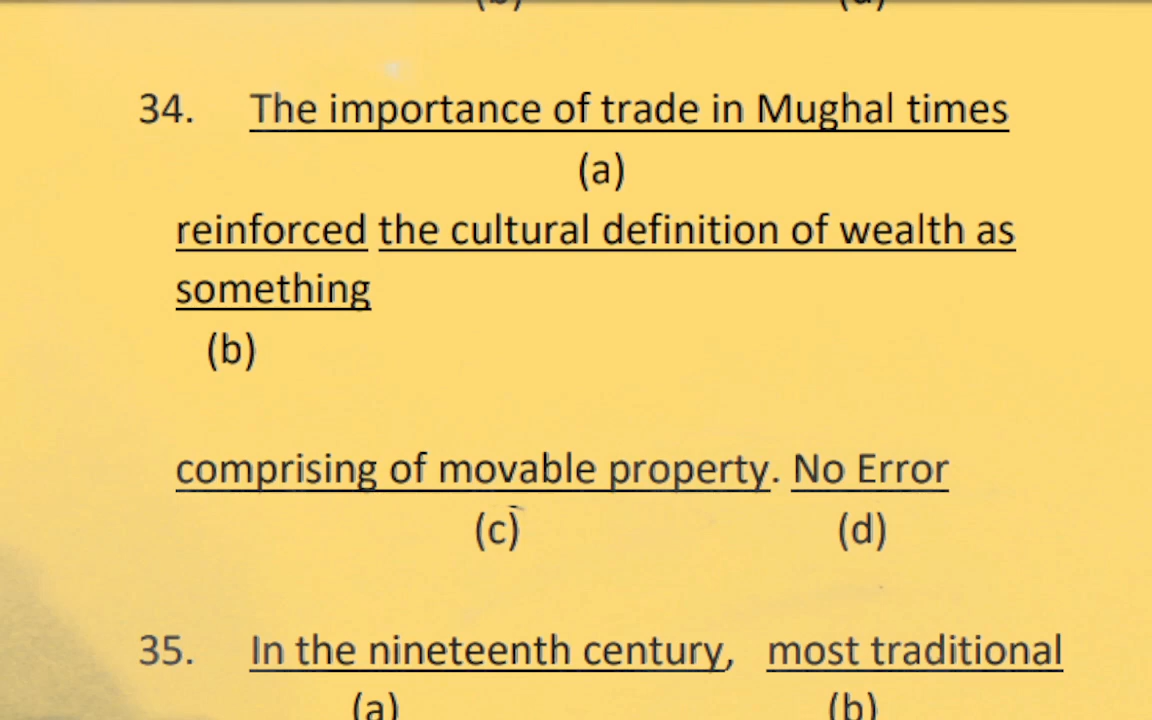 34. The importance of trade in Mughal times
(a)
reinforced the cultural definition of wealth as
something
(b)
comprising of movable property. No Error
(c) (d)
35. In the nineteenth century, most traditional
(a) (b)